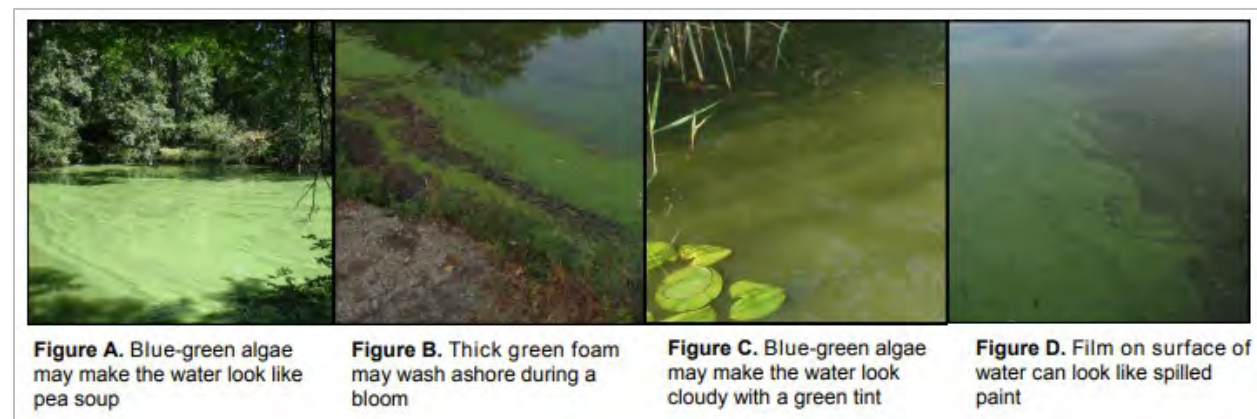 Figure A. Blue-green algae
may make the water look like
pea soup
Figure B. Thick green foam
may wash ashore during a
bloom
Figure C. Blue-green algae
may make the water look
cloudy with a green tint
Figure D. Film on surface of
water can look like spilled
paint